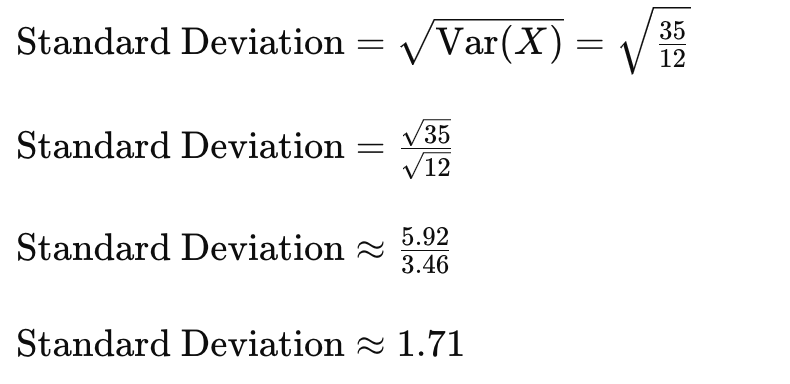 Standard Deviation = √Var(X) = √35/12
Standard Deviation = √35/√12
Standard Deviation ≈ 5.92/3.46
Standard Deviation ≈ 1.71